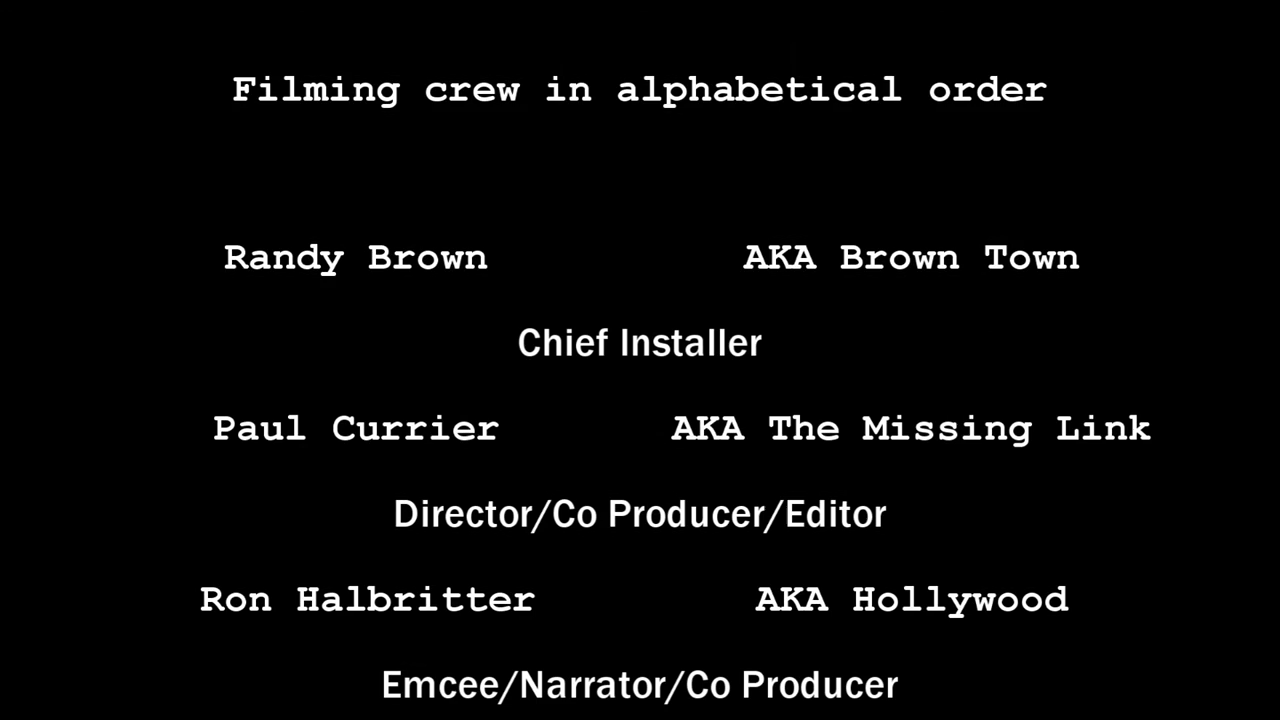 Filming crew in alphabetical order
Randy Brown AKA Brown Town
Chief Installer
Paul Currier AKA The Missing Link
Director/Co Producer/Editor
Ron Halbritter AKA Hollywood
Emcee/Narrator/Co Producer